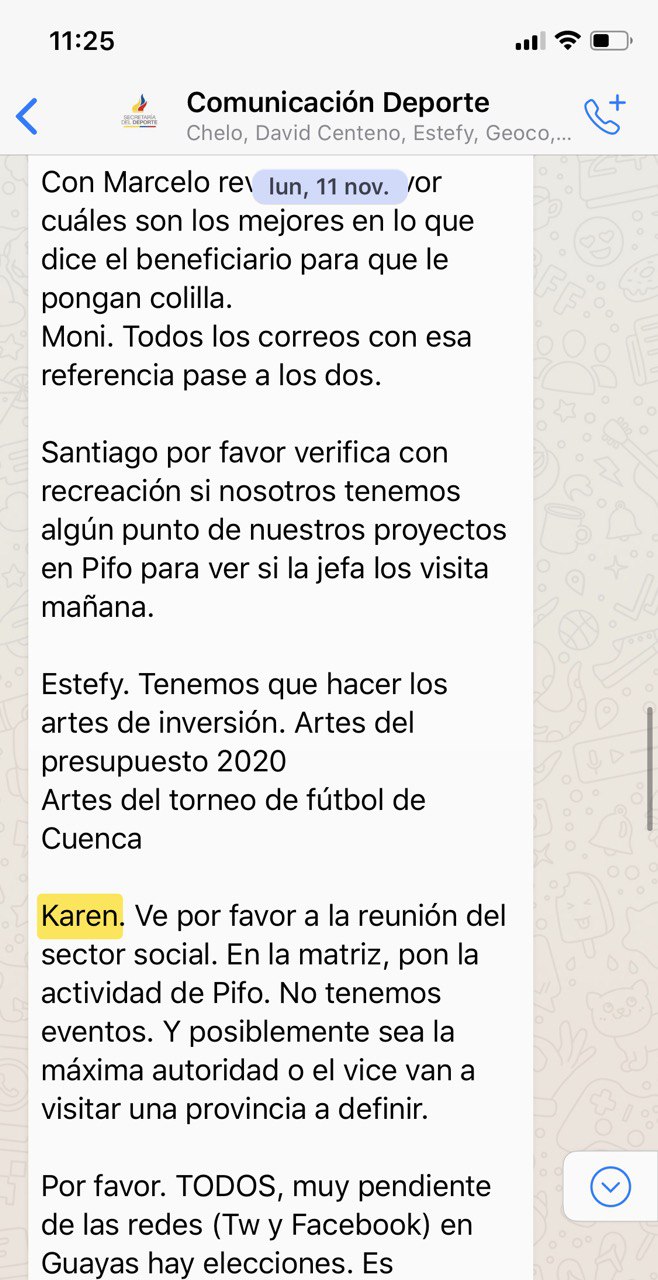 11:25
Comunicación Deporte
Chelo, David Centeno, Estefy, Geoco,...
SECRETARÍA
DEL DEPORTE
lun, 11 nov.
Con Marcelo
cuáles son los mejores en lo que
dice el beneficiario para que le
pongan colilla.
Moni. Todos los correos con esa
referencia pase a los dos.
Santiago por favor verifica con
recreación si nosotros tenemos
algún punto de nuestros proyectos
en Pifo para ver si la jefa los visita
mañana.
Estefy. Tenemos que hacer los
artes de inversión. Artes del
presupuesto 2020
Artes del torneo de fútbol de
Cuenca
Karen. Ve por favor a la reunión del
sector social. En la matriz, pon la
actividad de Pifo. No tenemos
eventos. Y posiblemente sea la
máxima autoridad o el vice van a
visitar una provincia a definir.
Por favor. TODOS, muy pendiente
de las redes (Tw y Facebook) en
Guayas hay elecciones. Es